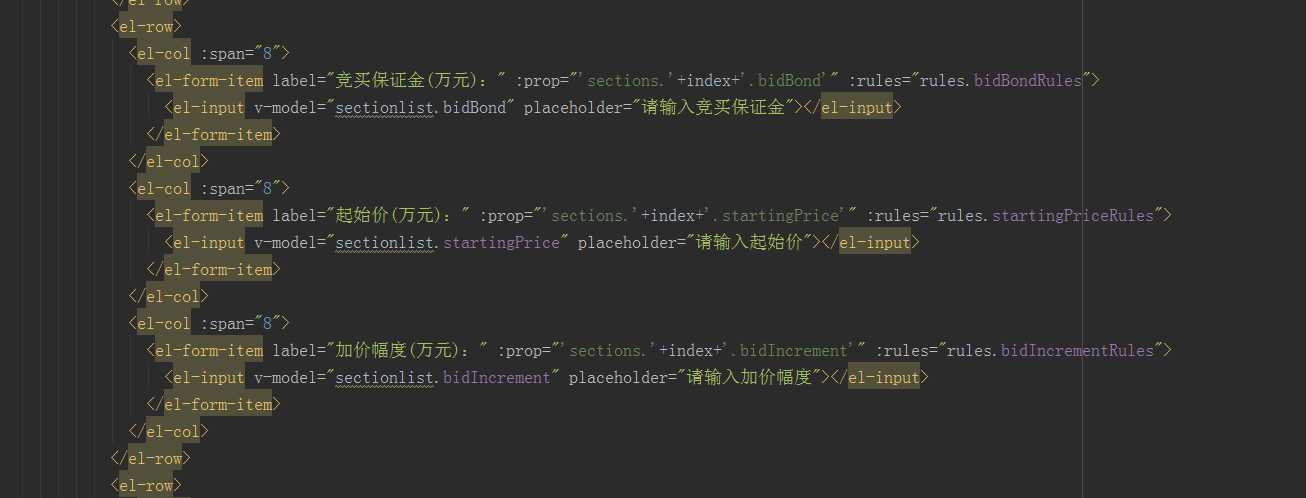 </el-row>
<el-row>
<el-col :span="8">
<el-form-item label="竞买保证金(万元)：" :prop="'sections.'+index+'.bidBond'" :rules="rules.bidBondRules">
<el-input v-model="sectionlist.bidBond" placeholder="请输入竞买保证金"></el-input>
</el-form-item>
</el-col>
<el-col :span="8">
<el-form-item label="起始价(万元)：" :prop="'sections.'+index+'.startingPrice'" :rules="rules.startingPriceRules">
<el-input v-model="sectionlist.startingPrice" placeholder="请输入起始价"></el-input>
</el-form-item>
</el-col>
<el-col :span="8">
<el-form-item label="加价幅度(万元)：" :prop="'sections.'+index+'.bidIncrement'" :rules="rules.bidIncrementRules">
<el-input v-model="sectionlist.bidIncrement" placeholder="请输入加价幅度"></el-input>
</el-form-item>
</el-col>
</el-row>
<el-row>